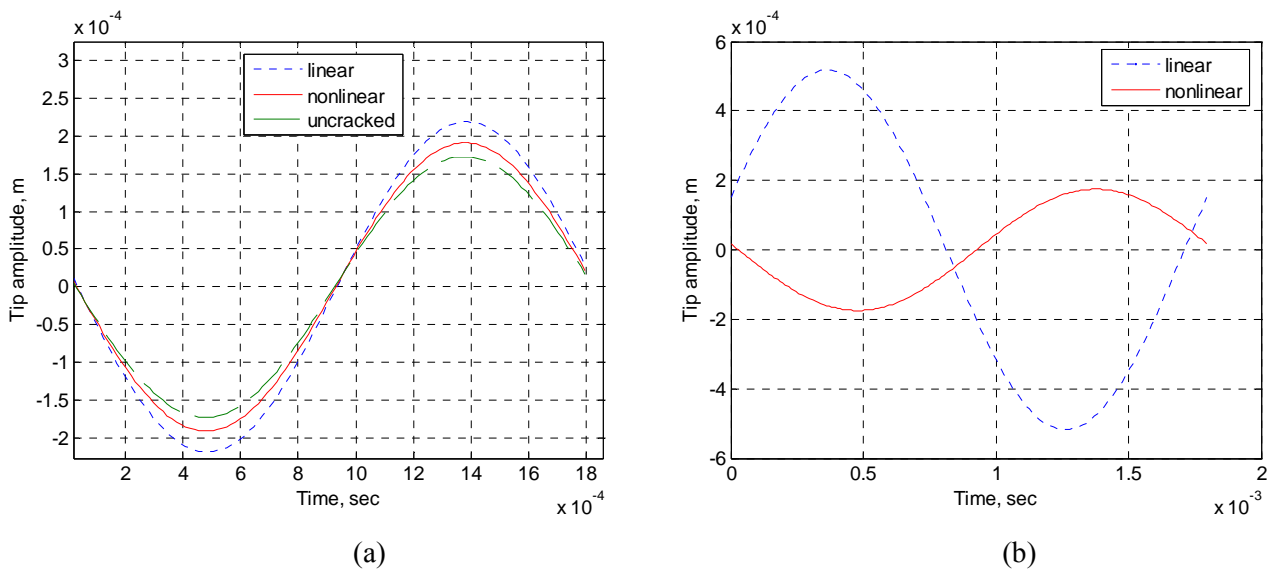 x 10⁻⁴
3
2.5
2
1.5
1
0.5
0
-0.5
-1
-1.5
-2
Tip amplitude, m
linear
nonlinear
uncracked
2 4 6 8 10 12 14 16 18
Time, sec
x 10⁻⁴
(a)
x 10⁻⁴
6
4
2
0
-2
-4
-6
Tip amplitude, m
linear
nonlinear
0 0.5 1 1.5 2
Time, sec
x 10⁻³
(b)